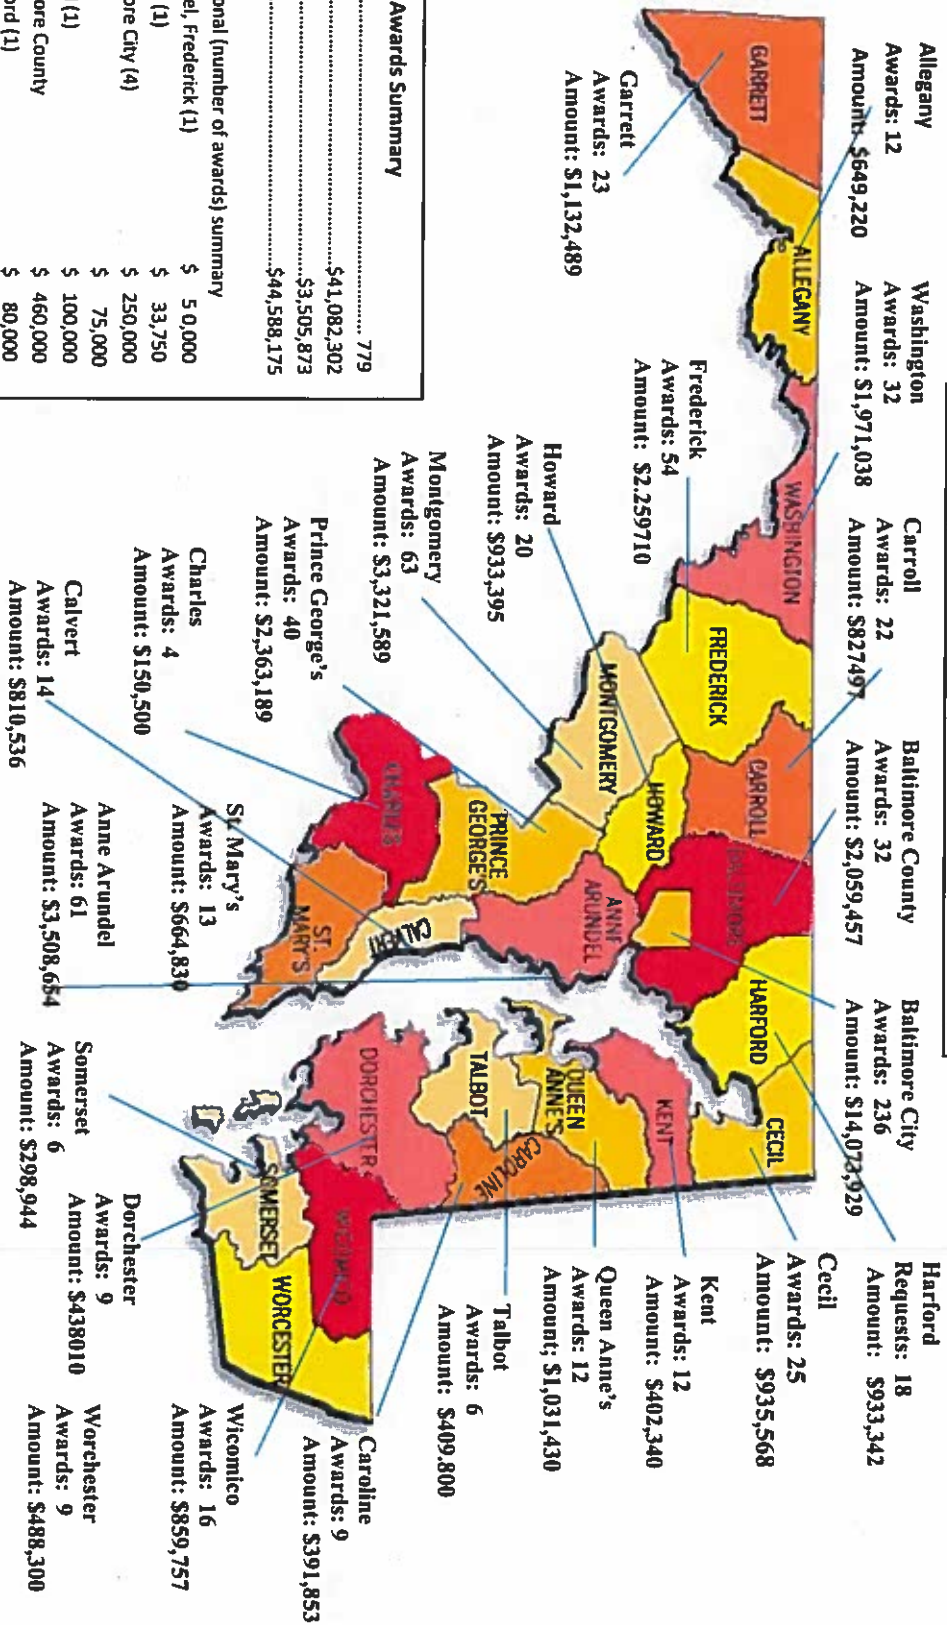 Allegany
Awards: 12
Amount: $649,220
Washington
Awards: 32
Amount: $1,971,038
Carroll
Awards: 22
Amount: $827497
Baltimore County
Awards: 32
Amount: $2,059,457
Baltimore City
Awards: 236
Amount: $14,073,929
Harford
Requests: 18
Amount: $933,342
Cecil
Awards: 25
Amount: $935,568
Kent
Awards: 12
Amount: $402,340
Queen Anne's
Awards: 12
Amount; $1,031,430
Talbot
Awards: 6
Amount: $409,800
Caroline
Awards: 9
Amount: $391,853
Wicomico
Awards: 16
Amount: $859,757
Worchester
Awards: 9
Amount: $488,300
Dorchester
Awards: 9
Amount: $438010
Somerset
Awards: 6
Amount: $298,944
Anne Arundel
Awards: 61
Amount: $3,508,654
St. Mary's
Awards: 13
Amount: $664,830
Calvert
Awards: 14
Amount: $810,536
Charles
Awards: 4
Amount: $150,500
Prince George's
Awards: 40
Amount: $2,363,189
Montgomery
Awards: 63
Amount: $3,321,589
Howard
Awards: 20
Amount: $933,395
Frederick
Awards: 54
Amount: $2.259710
Garrett
Awards: 23
Amount: $1,132,489
GARRETT
ALLEGANY
WASHINGTON
FREDERICK
CARROLL
BALTIMORE
HARFORD
CECIL
MONTGOMERY
HOWARD
ANNE
ARUNDEL
KENT
QUEEN
ANNE'S
PRINCE
GEORGE'S
TALBOT
CAROLINE
CHARLES
CALVERT
ST.
MARY'S
DORCHESTER
WICOMICO
SOMERSET
WORCESTER
Awards Summary
779
$41,082,302
$3,505,873
$44,588,175
onal (number of awards) summary
el, Frederick (1) $ 5 0,000
(1) $ 33,750
ore City (4) $ 250,000
$ 75,000
(1) $ 100,000
ore County $ 460,000
ord (1) $ 80,000